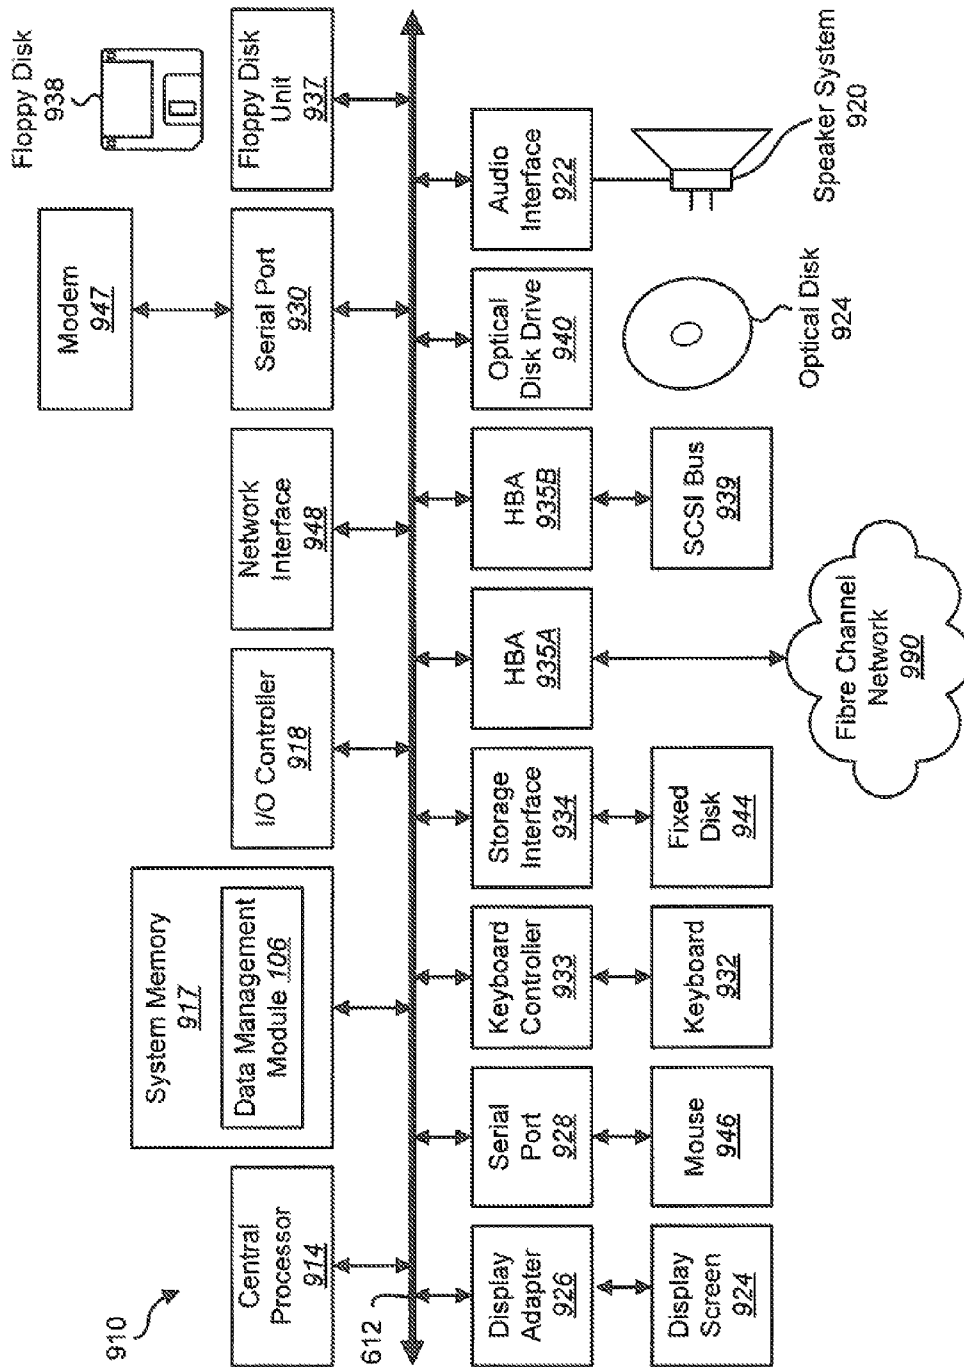 910
Central
Processor
914
System Memory
917
Data Management
Module 106
I/O Controller
918
Network
Interface
948
Modem
947
Serial Port
930
Floppy Disk
938
Floppy Disk
Unit
937
612
Display
Adapter
926
Serial
Port
928
Keyboard
Controller
933
Storage
Interface
934
HBA
935A
HBA
935B
Optical
Disk Drive
940
Audio
Interface
922
Display
Screen
924
Mouse
946
Keyboard
932
Fixed
Disk
944
Fibre Channel
Network
990
SCSI Bus
939
Optical Disk
924
Speaker System
920